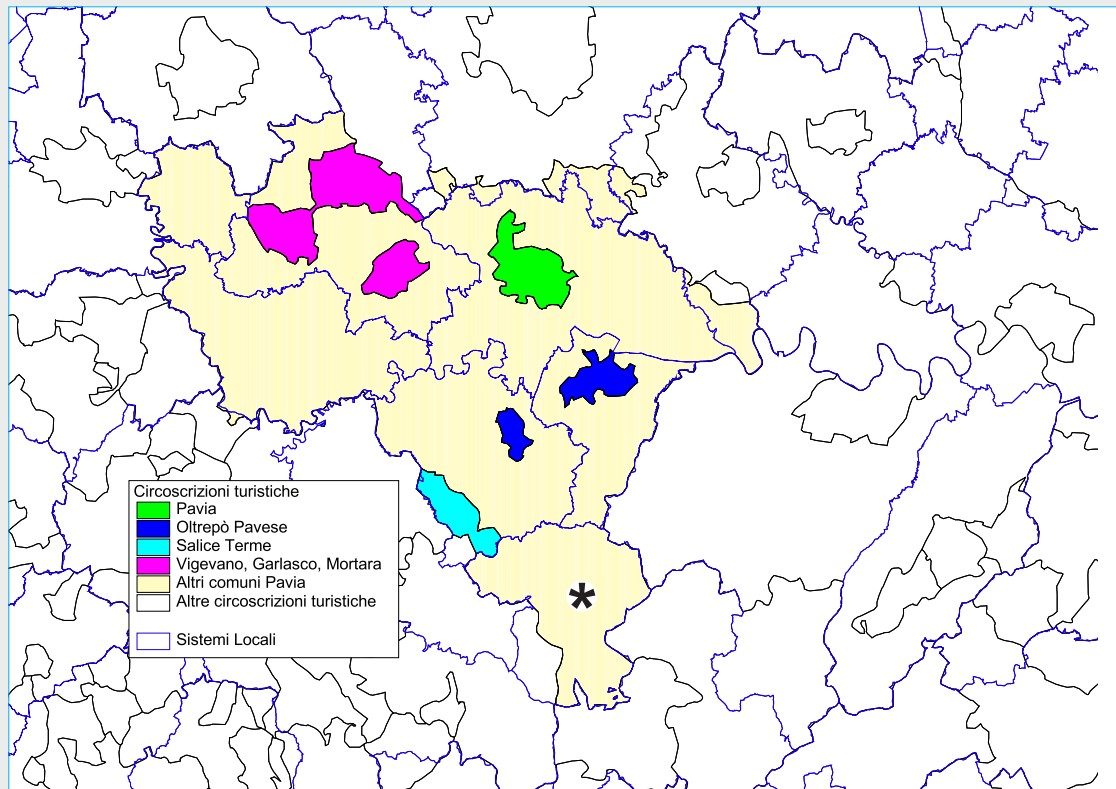 Circoscrizioni turistiche
Pavia
Oltrepò Pavese
Salice Terme
Vigevano, Garlasco, Mortara
Altri comuni Pavia
Altre circoscrizioni turistiche
Sistemi Locali
*